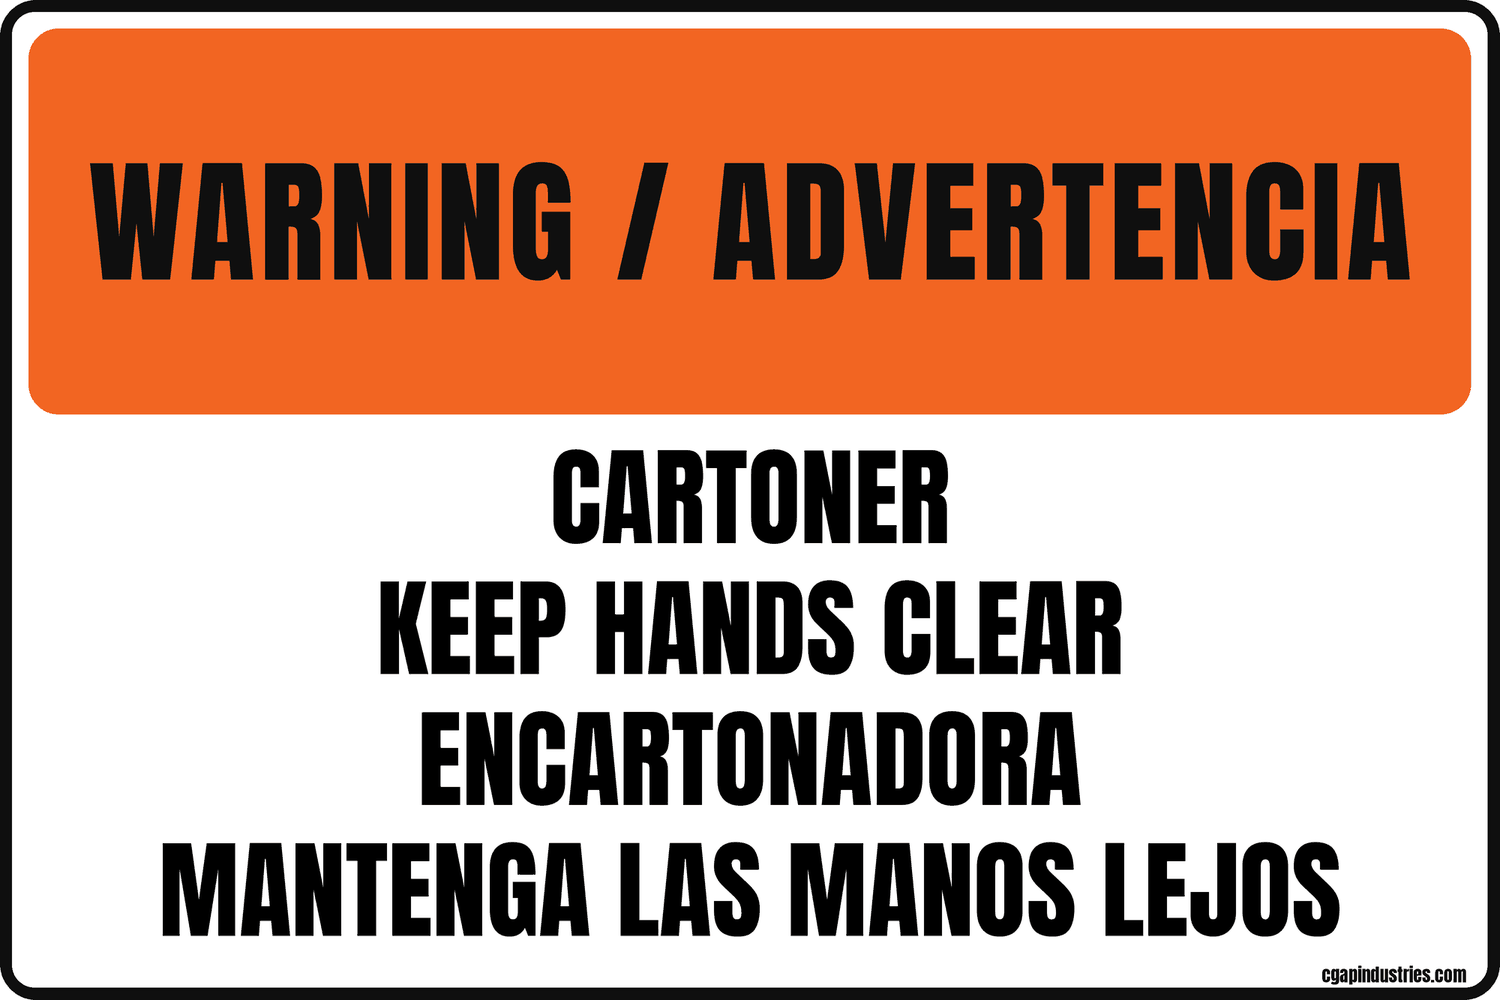 WARNING / ADVERTENCIA
CARTONER
KEEP HANDS CLEAR
ENCARTONADORA
MANTENGA LAS MANOS LEJOS
cgapindustries.com